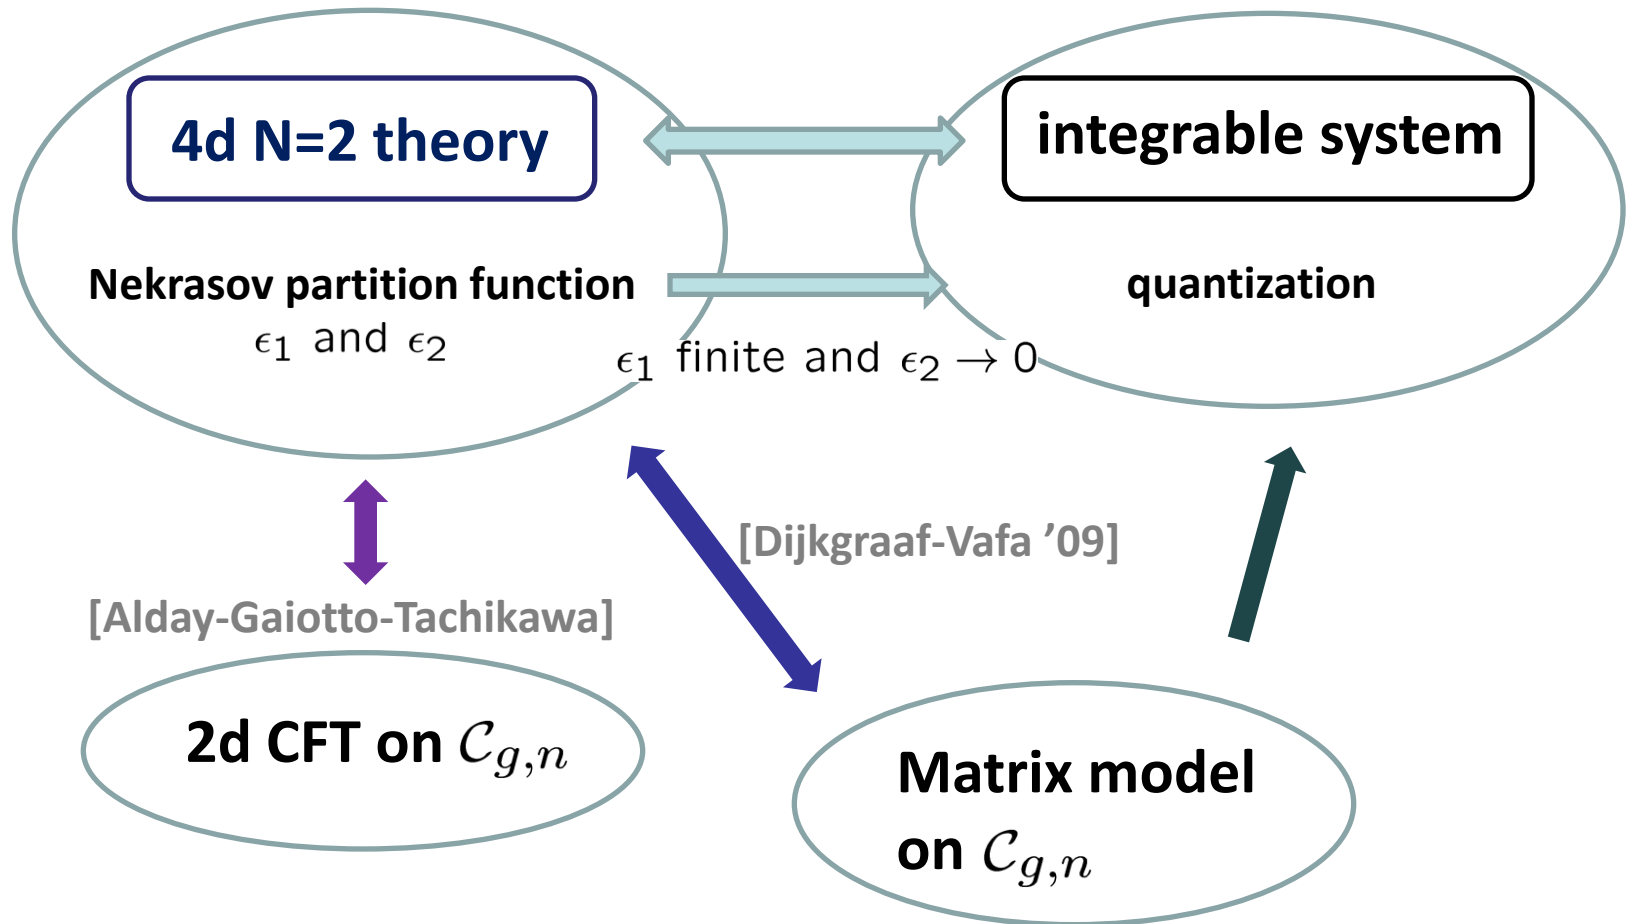 4d N=2 theory
integrable system
Nekrasov partition function
quantization
ϵ₁ and ϵ₂
ϵ₁ finite and ϵ₂ → 0
[Dijkgraaf-Vafa ’09]
[Alday-Gaiotto-Tachikawa]
2d CFT on 𝒞g,n
Matrix model
on 𝒞g,n